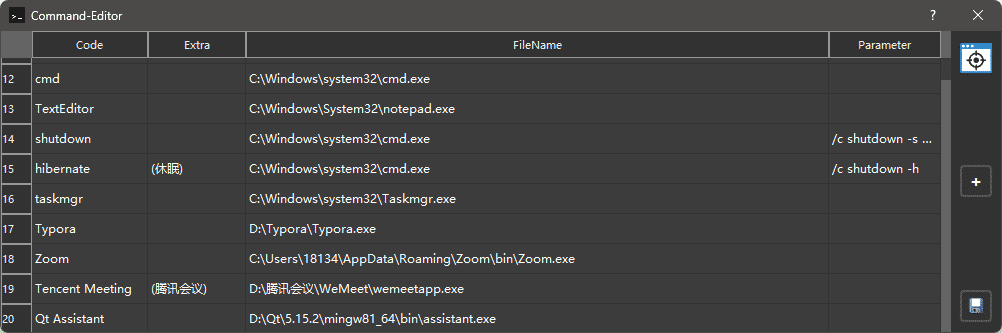 Command-Editor ?
Code Extra FileName Parameter
12 cmd C:\Windows\system32\cmd.exe
13 TextEditor C:\Windows\System32\notepad.exe
14 shutdown C:\Windows\system32\cmd.exe /c shutdown -s ...
15 hibernate (休眠) C:\Windows\system32\cmd.exe /c shutdown -h
16 taskmgr C:\Windows\system32\Taskmgr.exe
17 Typora D:\Typora\Typora.exe
18 Zoom C:\Users\18134\AppData\Roaming\Zoom\bin\Zoom.exe
19 Tencent Meeting (腾讯会议) D:\腾讯会议\WeMeet\wemeetapp.exe
20 Qt Assistant D:\Qt\5.15.2\mingw81_64\bin\assistant.exe